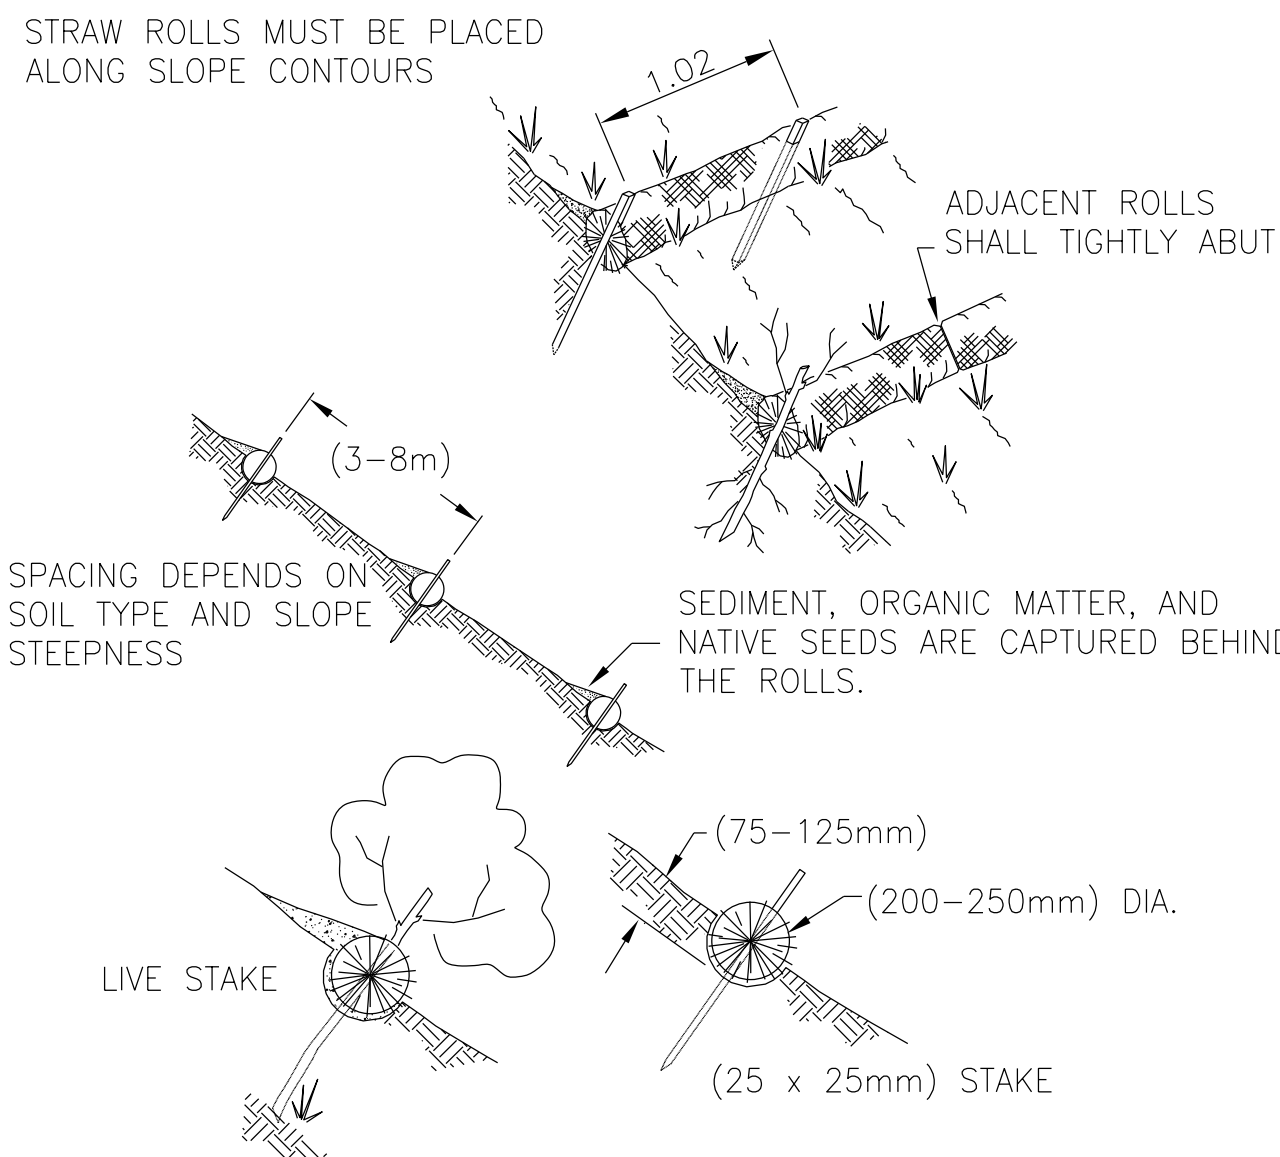 STRAW ROLLS MUST BE PLACED
ALONG SLOPE CONTOURS
1.02
ADJACENT ROLLS
SHALL TIGHTLY ABUT
(3-8m)
SPACING DEPENDS ON
SOIL TYPE AND SLOPE
STEEPNESS
SEDIMENT, ORGANIC MATTER, AND
NATIVE SEEDS ARE CAPTURED BEHIND
THE ROLLS.
(75-125mm)
(200-250mm) DIA.
LIVE STAKE
(25 x 25mm) STAKE